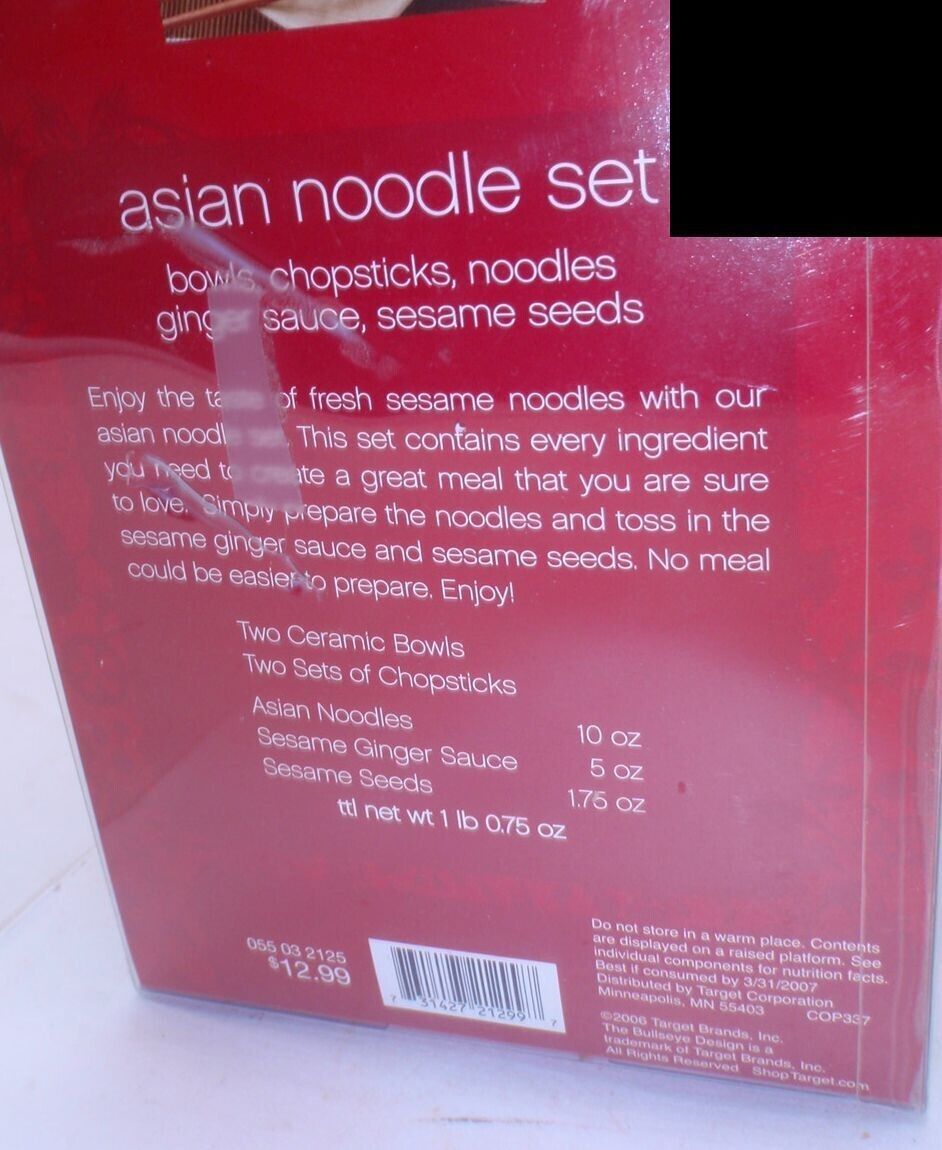 asian noodle set
bowls, chopsticks, noodles
ginger sauce, sesame seeds
Enjoy the taste of fresh sesame noodles with our
asian noodle set. This set contains every ingredient
you need to create a great meal that you are sure
to love. Simply prepare the noodles and toss in the
sesame ginger sauce and sesame seeds. No meal
could be easier to prepare. Enjoy!
Two Ceramic Bowls
Two Sets of Chopsticks
Asian Noodles 10 oz
Sesame Ginger Sauce 5 oz
Sesame Seeds 1.75 oz
ttl net wt 1 lb 0.75 oz
055 03 2125
$12.99
7 31427 21299 7
Do not store in a warm place. Contents
are displayed on a raised platform. See
individual components for nutrition facts.
Best if consumed by 3/31/2007
Distributed by Target Corporation
Minneapolis, MN 55403 COP337
©2006 Target Brands, Inc.
The Bullseye Design is a
trademark of Target Brands, Inc.
All Rights Reserved ShopTarget.com